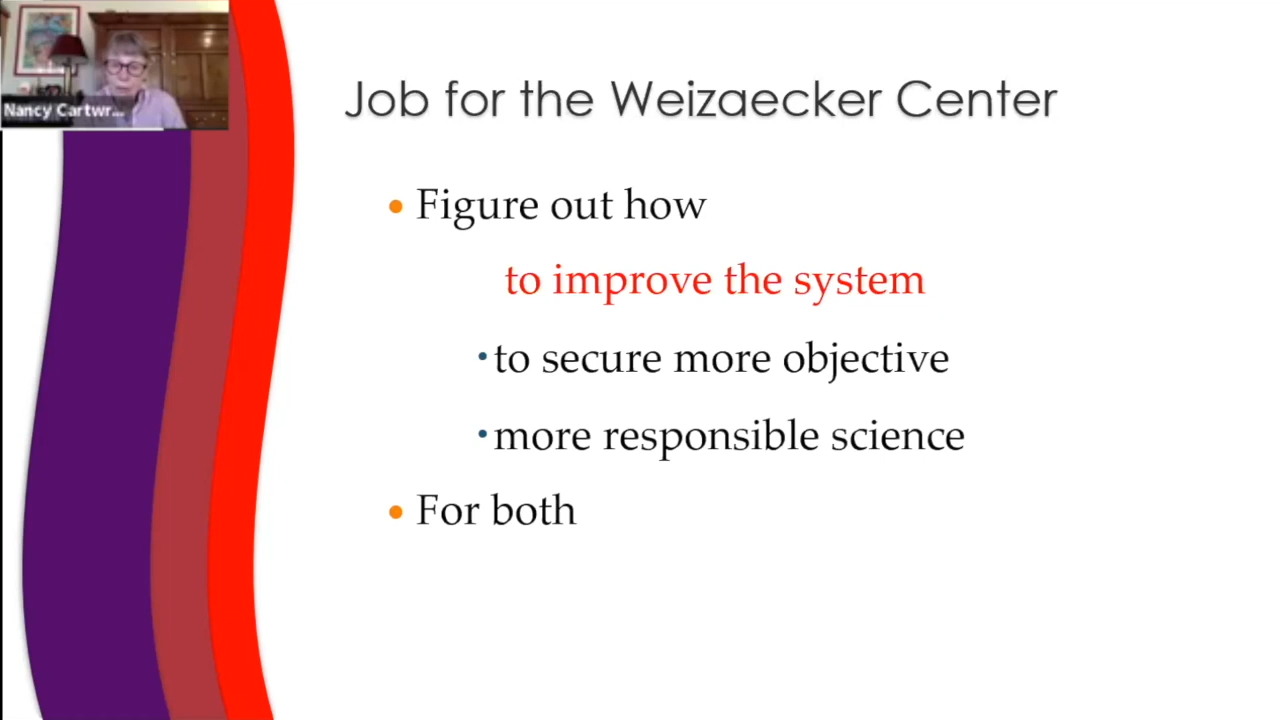 Nancy Cartwr...
Job for the Weizaecker Center
• Figure out how
to improve the system
• to secure more objective
• more responsible science
• For both